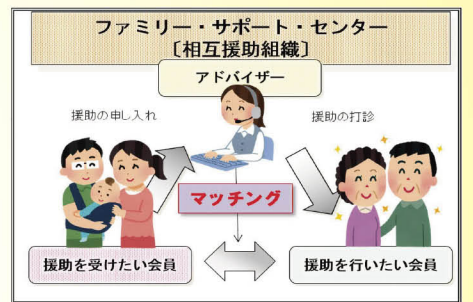 ファミリー・サポート・センター
〔相互援助組織〕
アドバイザー
援助の申し入れ
援助の打診
マッチング
援助を受けたい会員
援助を行いたい会員